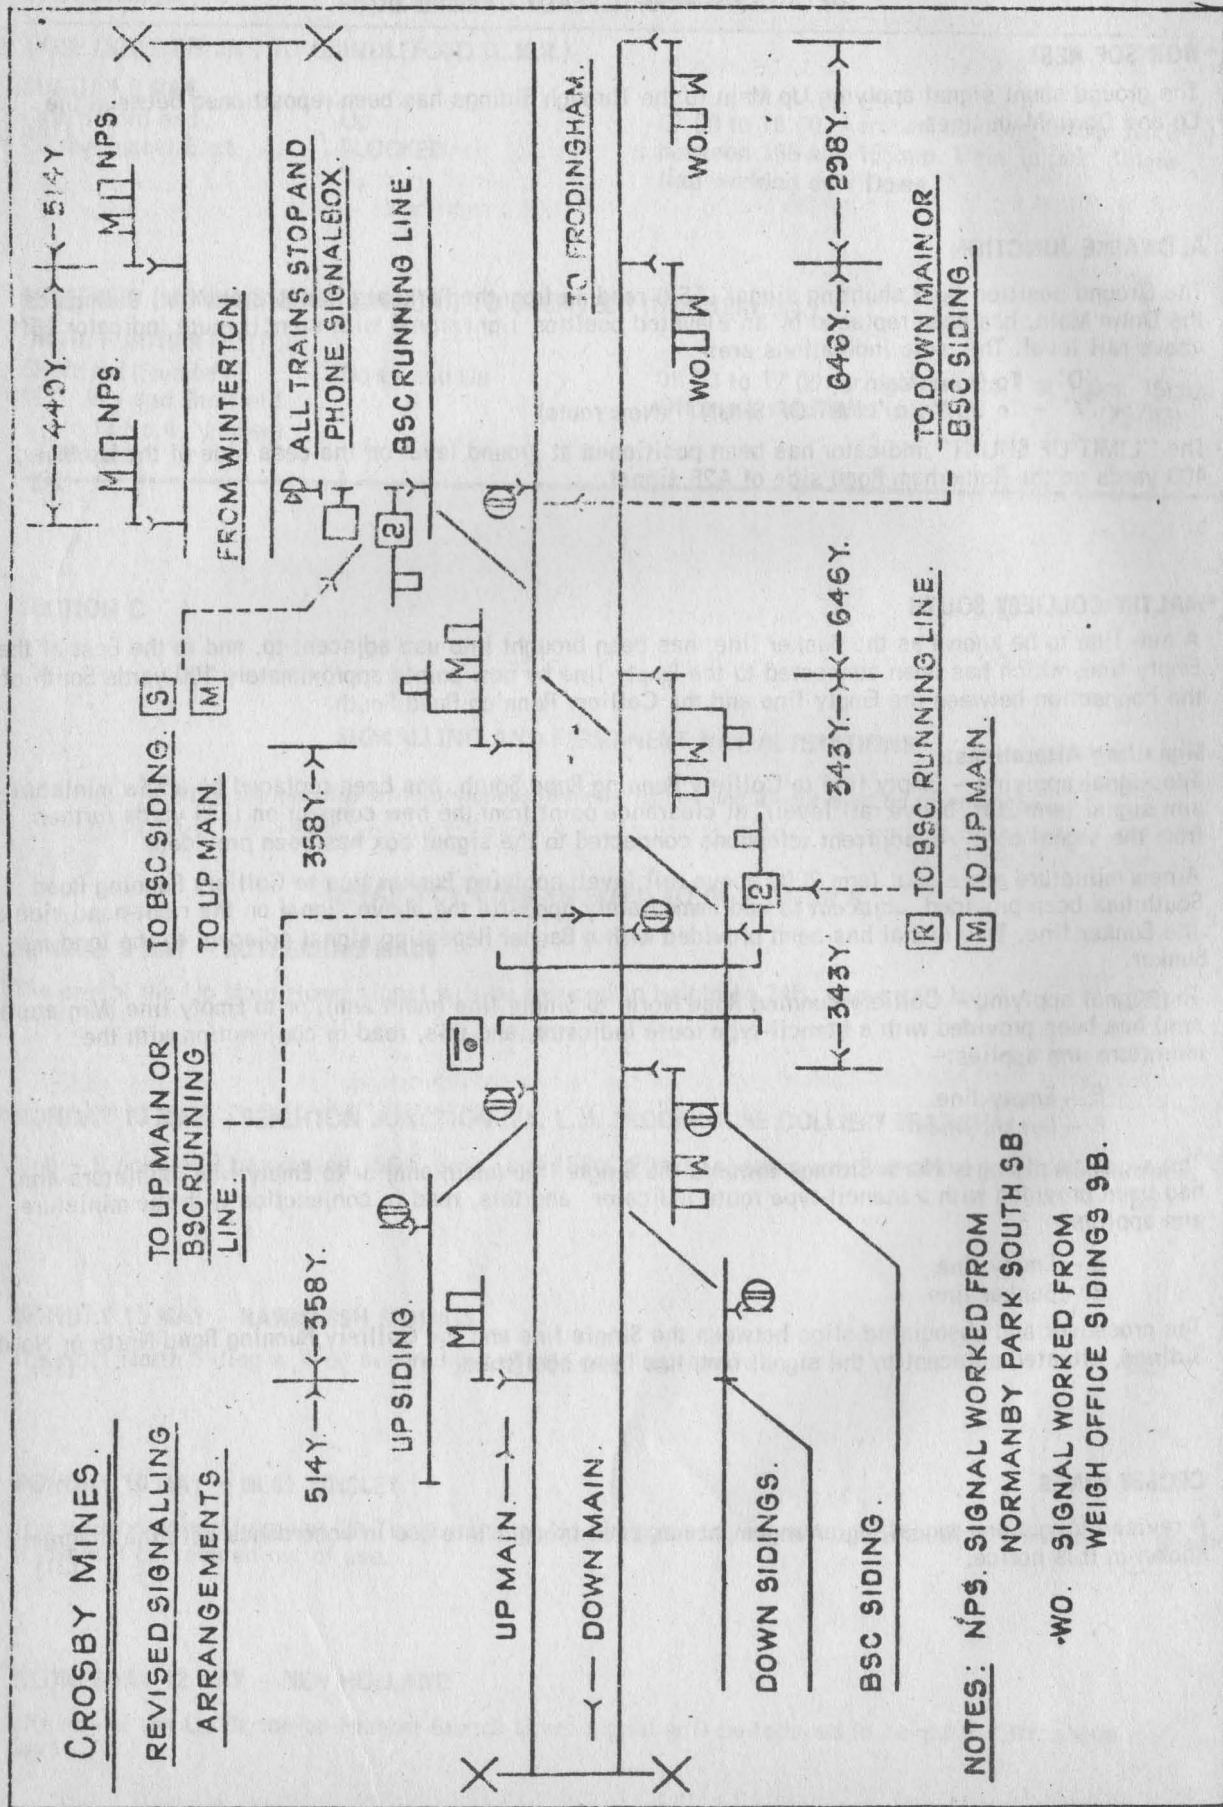 CROSBY MINES.
REVISED SIGNALLING
ARRANGEMENTS.
514Y. 358Y.
358Y.
449Y 514Y
M NPS
M NPS
FROM WINTERTON
TO UP MAIN OR
BSC RUNNING
LINE.
TO BSC SIDING. S
TO UP MAIN M
ALL TRAINS STOP AND
PHONE SIGNALBOX
BSC RUNNING LINE
2
UP SIDING.
M
M
UP MAIN.
DOWN MAIN.
TO FRODINGHAM.
M
M
M WO
M WO
2
DOWN SIDINGS.
BSC SIDING.
343Y 343Y. 646Y. 646Y. 298Y.
R TO BSC RUNNING LINE.
M TO UP MAIN.
TO DOWN MAIN OR
BSC SIDING
NOTES: NPS. SIGNAL WORKED FROM
NORMANBY PARK SOUTH SB.
WO. SIGNAL WORKED FROM
WEIGH OFFICE SIDINGS SB.